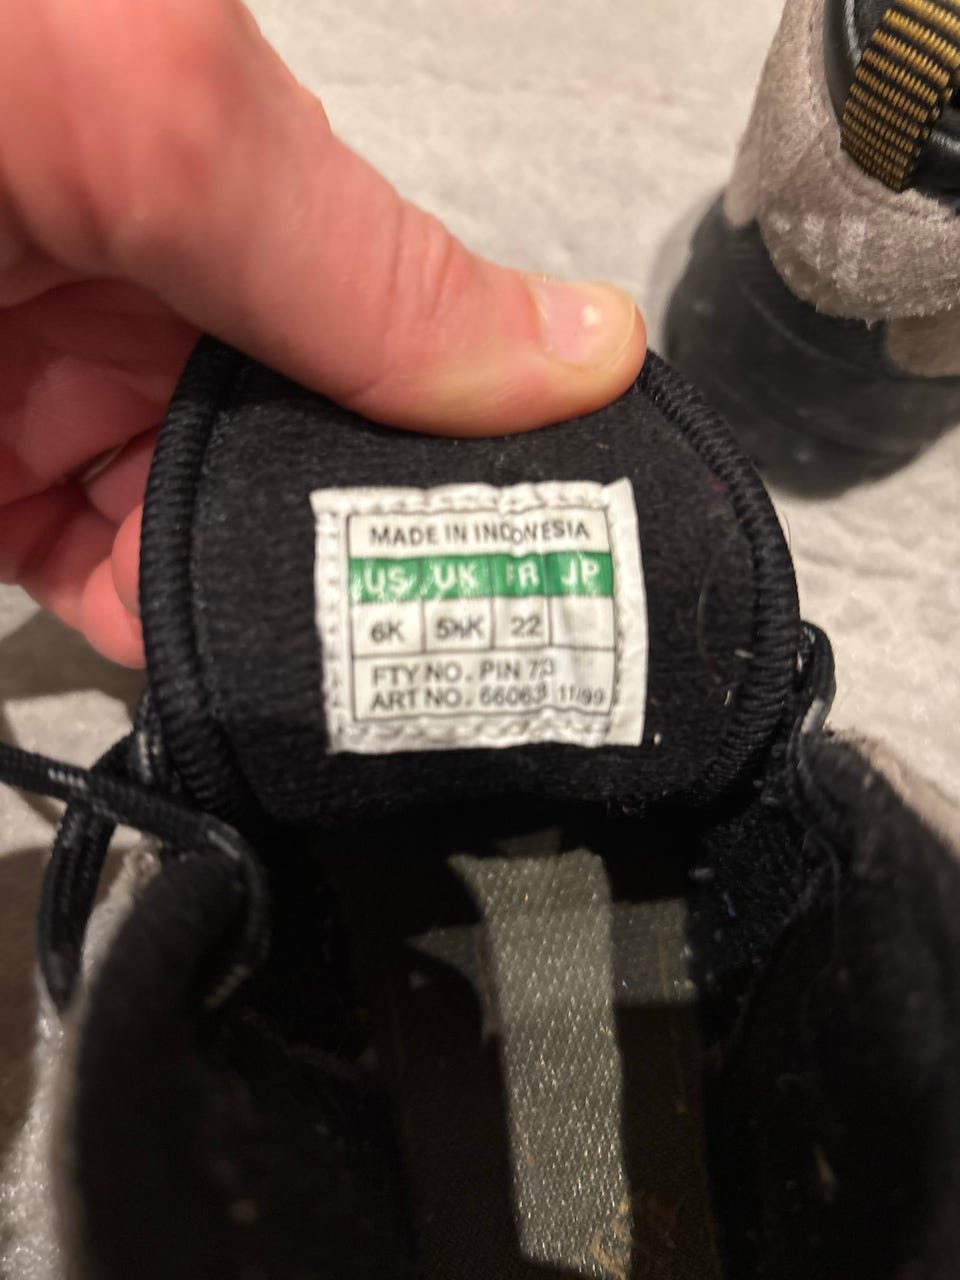 MADE IN INDONESIA
US UK FR JP
6K 5½K 22
FTY NO. PIN 73
ART NO. 66063 11/99